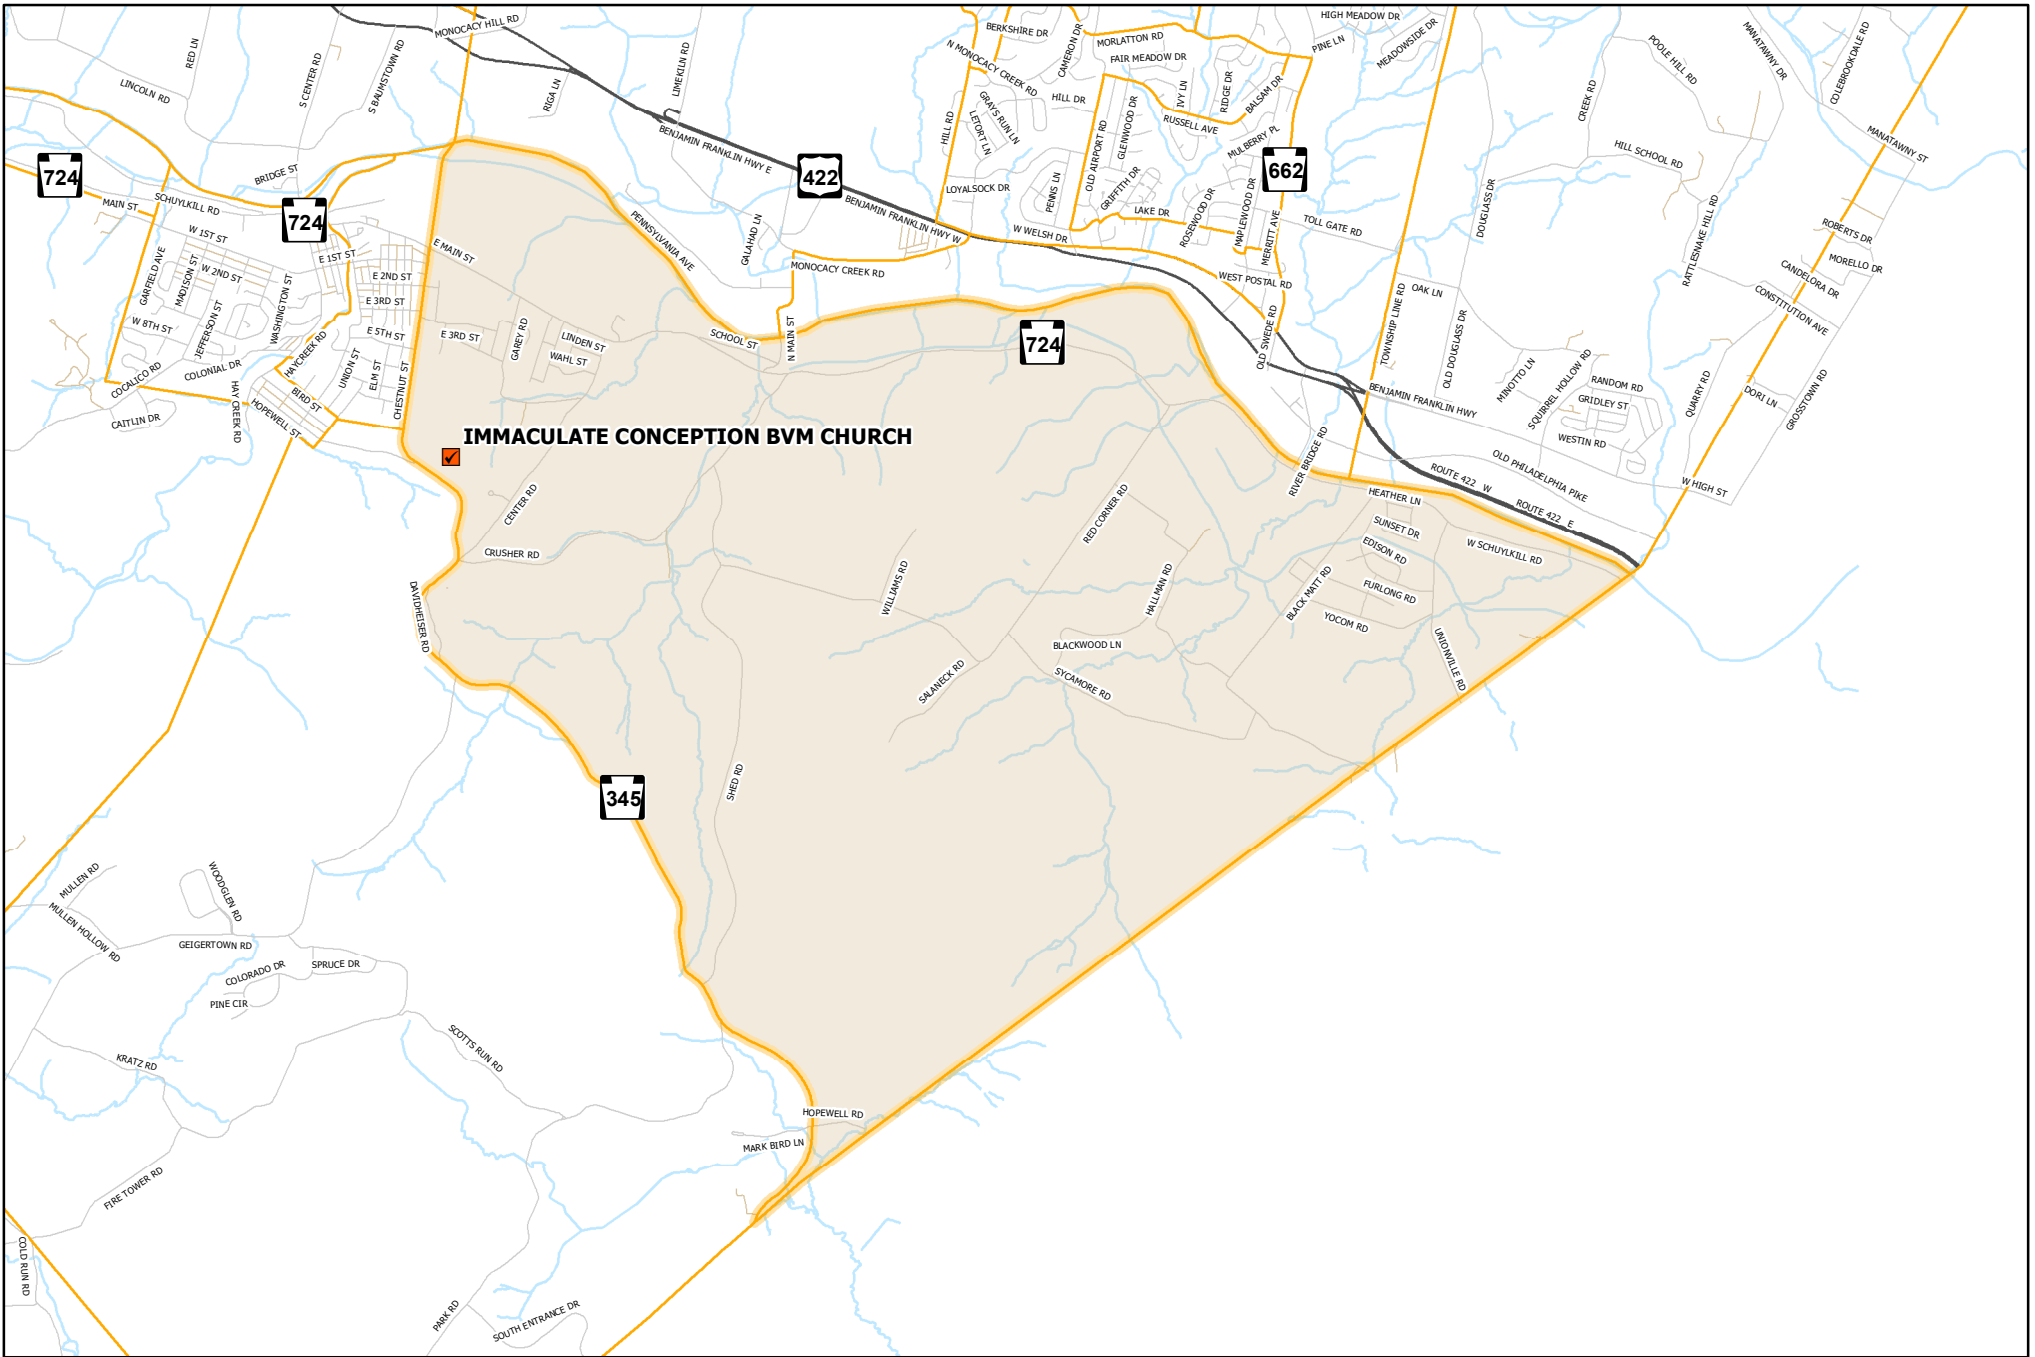 MONOCACY HILL RD
RED LN
LINCOLN RD
S CENTER RD
S BAUMSTOWN RD
RIGA LN
LIMEKILN RD
BERKSHIRE DR
N MONOCACY CREEK RD
CAMERON DR
MORLATTON RD
FAIR MEADOW DR
HIGH MEADOW DR
PINE LN
MEADOWSIDE DR
POOLE HILL RD
MANATAWNY DR
COLEBROOKDALE RD
HILL DR
GRAYS RUN LN
LETORT LN
HILL RD
OLD AIRPORT RD
GLENWOOD DR
IVY LN
RIDGE DR
BALSAM DR
RUSSELL AVE
MULBERRY PL
CREEK RD
HILL SCHOOL RD
MANATAWNY ST
BENJAMIN FRANKLIN HWY E
422
662
724
724
MAIN ST
SCHUYLKILL RD
BRIDGE ST
W 1ST ST
E 1ST ST
W 2ND ST
E 2ND ST
E 3RD ST
E 5TH ST
W 8TH ST
GARFIELD AVE
MADISON ST
JEFFERSON ST
WASHINGTON ST
HAYCREEK RD
UNION ST
ELM ST
CHESTNUT ST
COCALICO RD
COLONIAL DR
CAITLIN DR
HAY CREEK RD
BIRD ST
HOPEWELL ST
E MAIN ST
E 3RD ST
GAREY RD
LINDEN ST
WAHL ST
PENNSYLVANIA AVE
GALAHAD LN
SCHOOL ST
N MAIN ST
MONOCACY CREEK RD
BENJAMIN FRANKLIN HWY W
LOYALSOCK DR
PENNS LN
GRIFFITH DR
LAKE DR
W WELSH DR
ROSEWOOD DR
MAPLEWOOD DR
MERRITT AVE
TOLL GATE RD
WEST POSTAL RD
OLD SWEDE RD
724
TOWNSHIP LINE RD
OAK LN
OLD DOUGLASS DR
DOUGLASS DR
RATTLESNAKE HILL RD
ROBERTS DR
MORELLO DR
CANDELORA DR
CONSTITUTION AVE
MINOTTO LN
SQUIRREL HOLLOW RD
RANDOM RD
GRIDLEY ST
WESTIN RD
QUARRY RD
DORI LN
GROSSTOWN RD
BENJAMIN FRANKLIN HWY
OLD PHILADELPHIA PIKE
W HIGH ST
ROUTE 422 W
ROUTE 422 E
IMMACULATE CONCEPTION BVM CHURCH
CENTER RD
CRUSHER RD
DAVIDHEISER RD
WILLIAMS RD
RED CORNER RD
HALLMAN RD
RIVER BRIDGE RD
HEATHER LN
SUNSET DR
EDISON RD
W SCHUYLKILL RD
BLACK MATT RD
FURLONG RD
YOCOM RD
UNIONVILLE RD
BLACKWOOD LN
SYCAMORE RD
SALANECK RD
SHED RD
345
MULLEN RD
MULLEN HOLLOW RD
WOODGLEN RD
GEIGERTOWN RD
COLORADO DR
SPRUCE DR
PINE CIR
KRATZ RD
SCOTTS RUN RD
FIRE TOWER RD
COLD RUN RD
HOPEWELL RD
MARK BIRD LN
PARK RD
SOUTH ENTRANCE DR